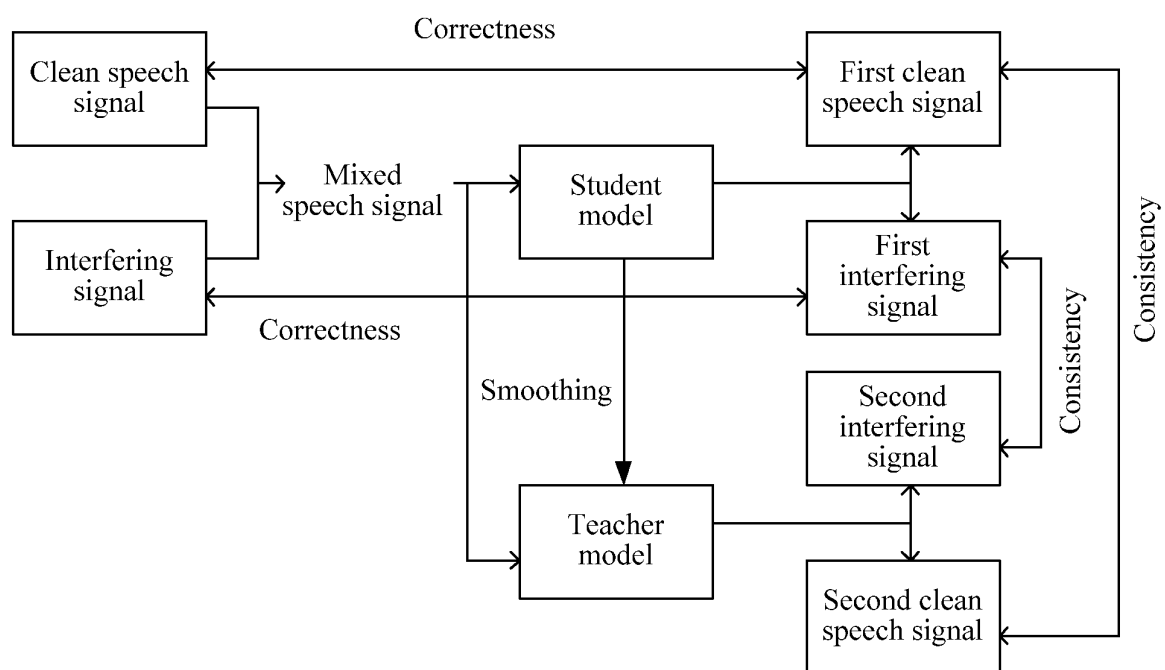 Correctness
Clean speech
signal
First clean
speech signal
Mixed
speech signal
Student
model
Interfering
signal
First
interfering
signal
Correctness
Consistency
Consistency
Smoothing
Second
interfering
signal
Teacher
model
Second clean
speech signal